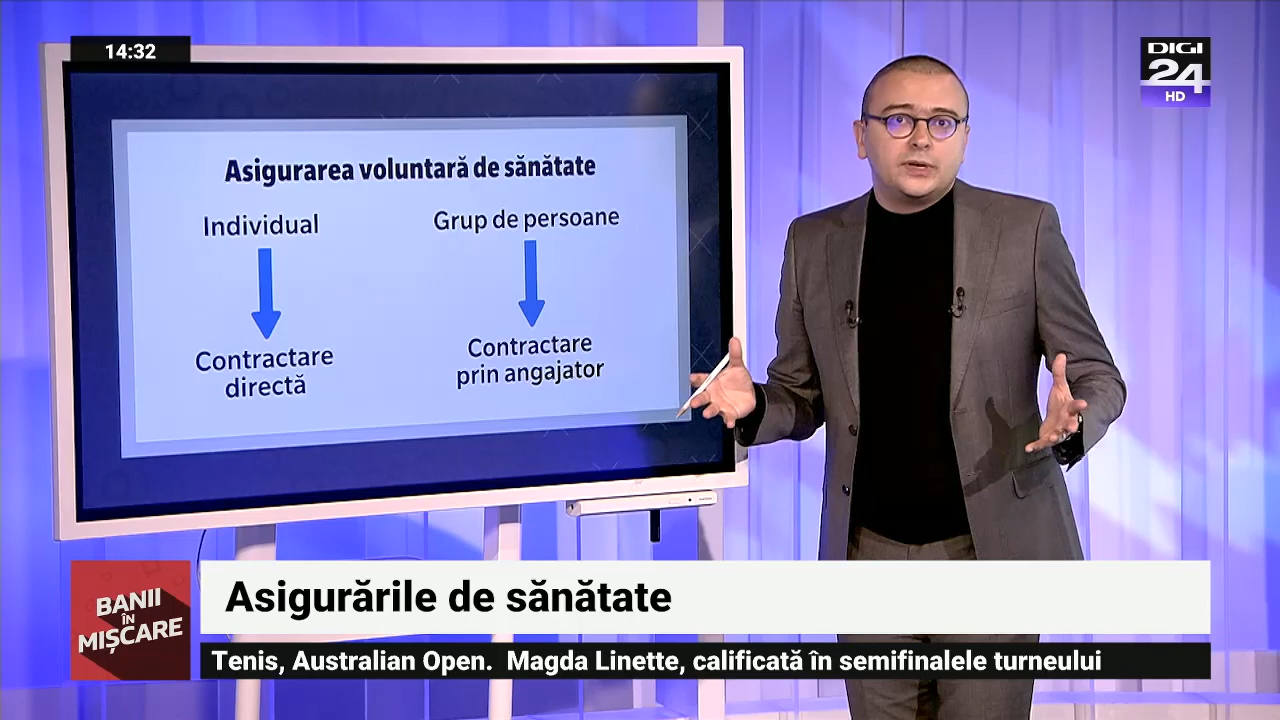 14:32
DIGI
24
HD
Asigurarea voluntară de sănătate
Individual
Grup de persoane
Contractare
directă
Contractare
prin angajator
BANII
ÎN
MIȘCARE
Asigurările de sănătate
Tenis, Australian Open. Magda Linette, calificată în semifinalele turneului